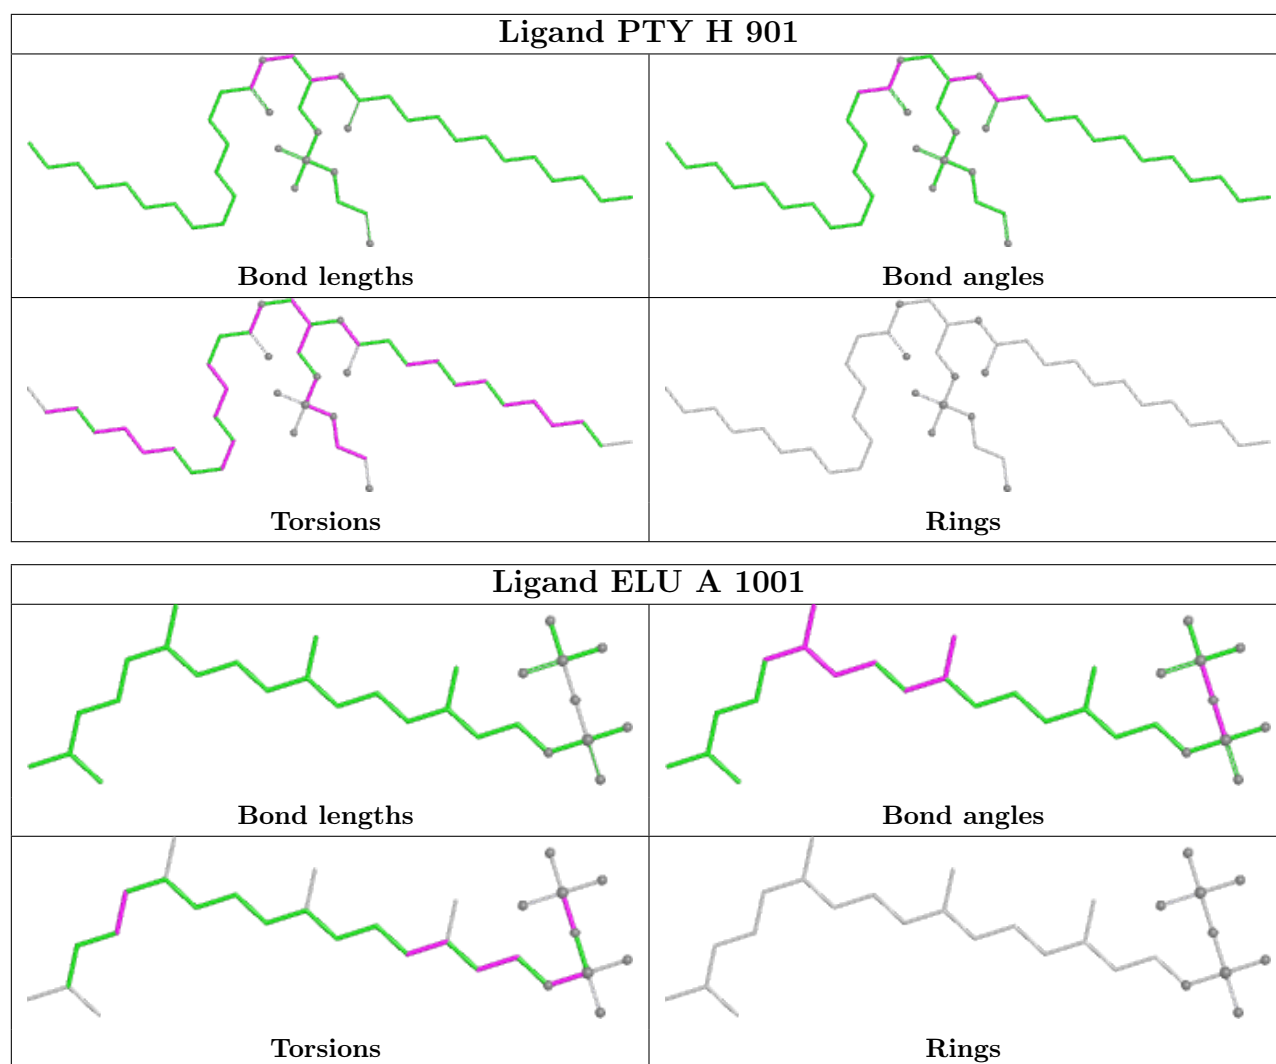 Ligand PTY H 901
Bond lengths
Bond angles
Torsions
Rings
Ligand ELU A 1001
Bond lengths
Bond angles
Torsions
Rings